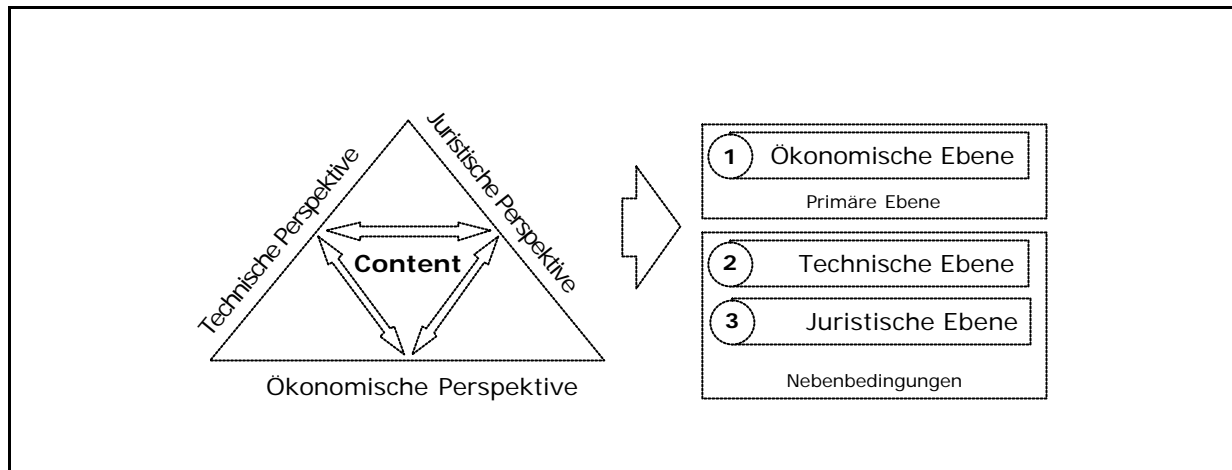 Technische Perspektive
Juristische Perspektive
Content
Ökonomische Perspektive
1 Ökonomische Ebene
Primäre Ebene
2 Technische Ebene
3 Juristische Ebene
Nebenbedingungen